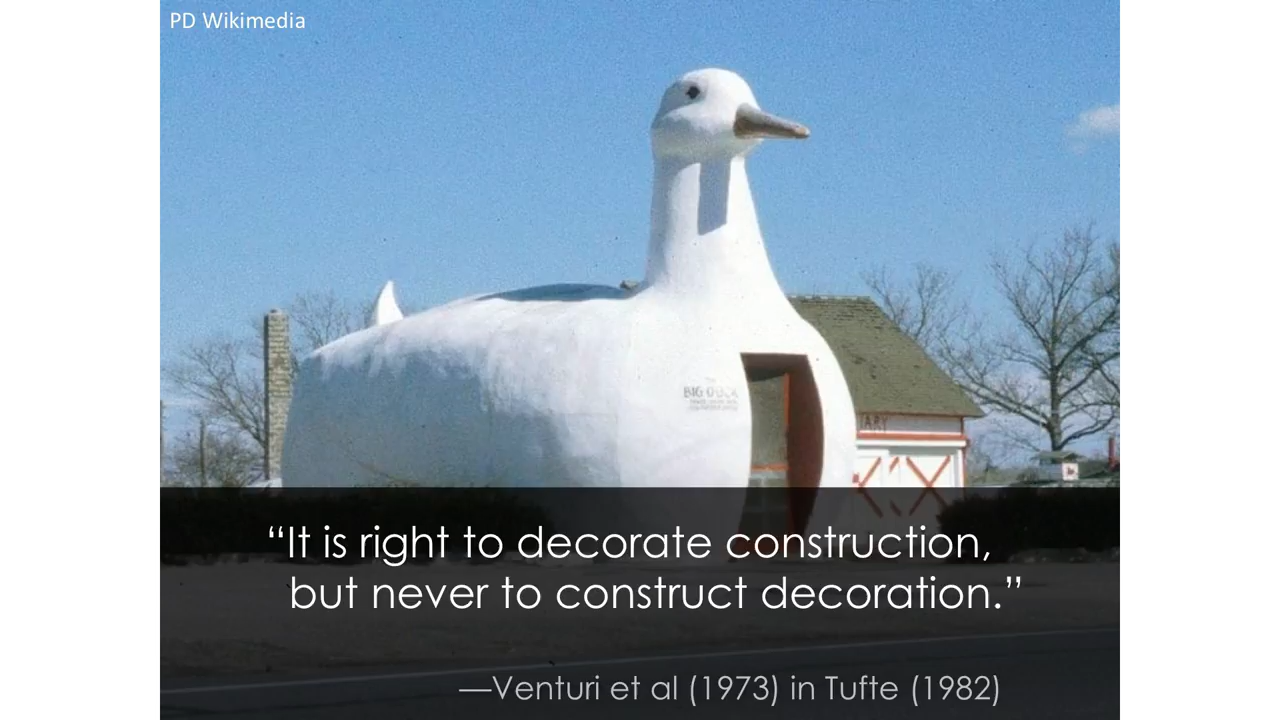 PD Wikimedia
BIG DUCK
ARY
“It is right to decorate construction,
but never to construct decoration.”
—Venturi et al (1973) in Tufte (1982)